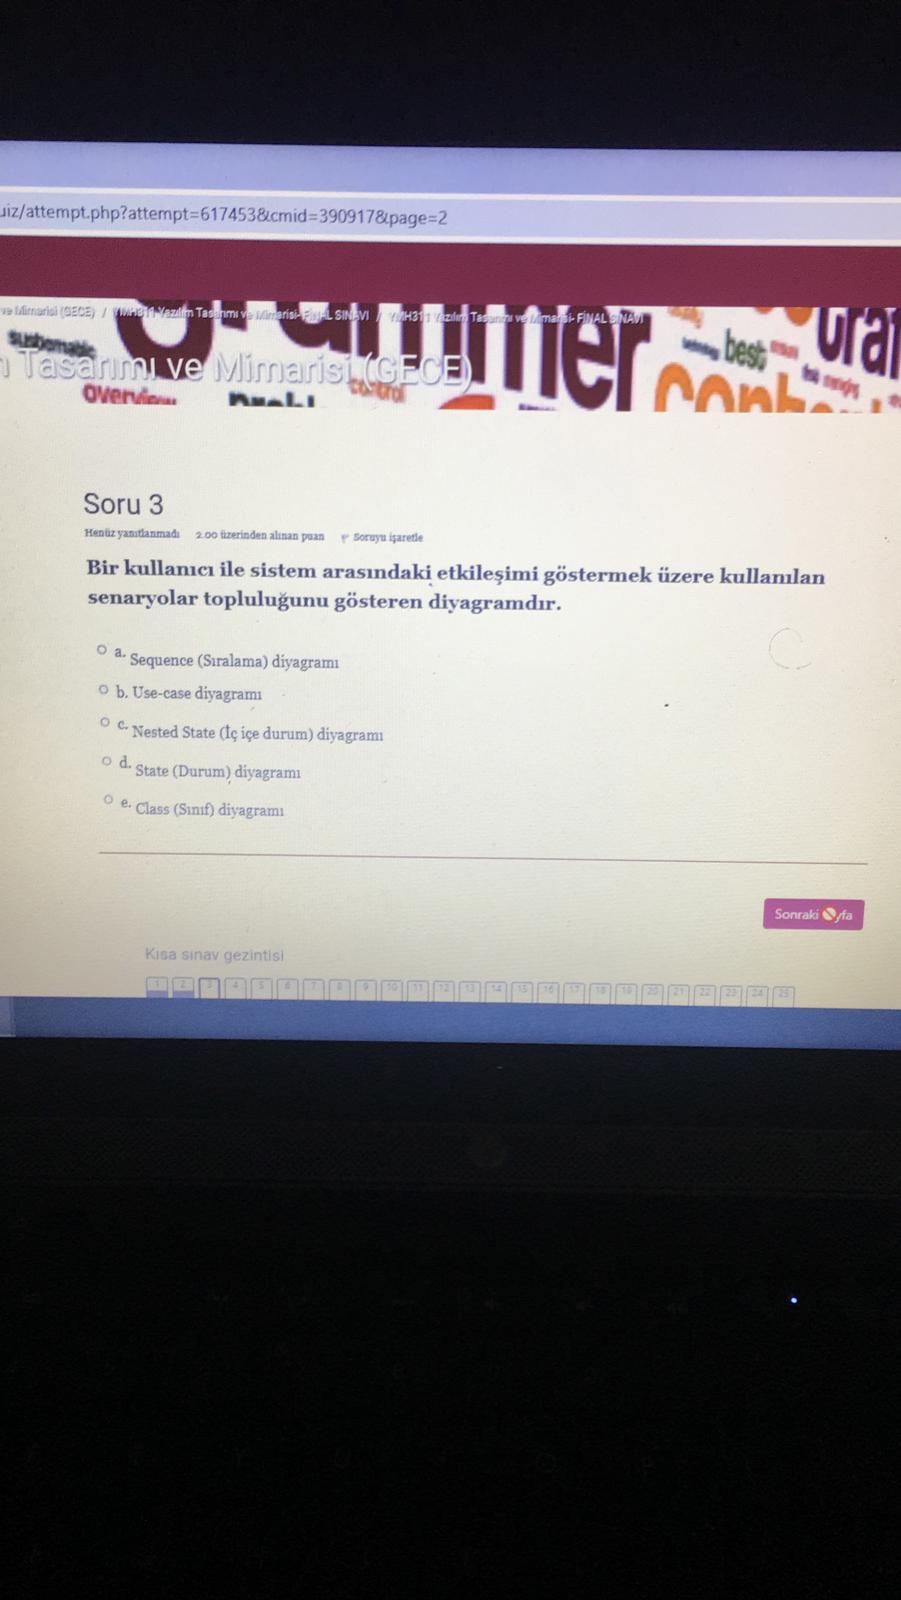 uiz/attempt.php?attempt=617453&cmid=390917&page=2
ve Mimarisi (GECE) / YMH311 Yazılım Tasarımı ve Mimarisi- FİNAL SINAVI / YMH311 Yazılım Tasarımı ve Mimarisi- FİNAL SINAVI
Tasarımı ve Mimarisi (GECE)
best
overview
control
Soru 3
Henüz yanıtlanmadı 2.00 üzerinden alınan puan Soruyu işaretle
Bir kullanıcı ile sistem arasındaki etkileşimi göstermek üzere kullanılan
senaryolar topluluğunu gösteren diyagramdır.
a. Sequence (Sıralama) diyagramı
b. Use-case diyagramı
c. Nested State (İç içe durum) diyagramı
d. State (Durum) diyagramı
e. Class (Sınıf) diyagramı
Sonraki yfa
Kısa sınav gezintisi
1 2 3 4 5 6 7 8 9 10 11 12 13 14 15 16 17 18 19 20 21 22 23 24 25